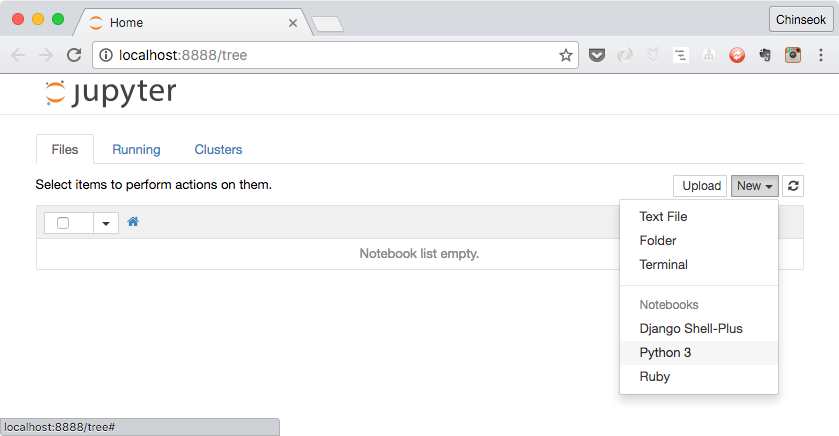 Home
Chinseok
localhost:8888/tree
jupyter
Files Running Clusters
Select items to perform actions on them.
Upload New
Text File
Folder
Terminal
Notebook list empty.
Notebooks
Django Shell-Plus
Python 3
Ruby
localhost:8888/tree#